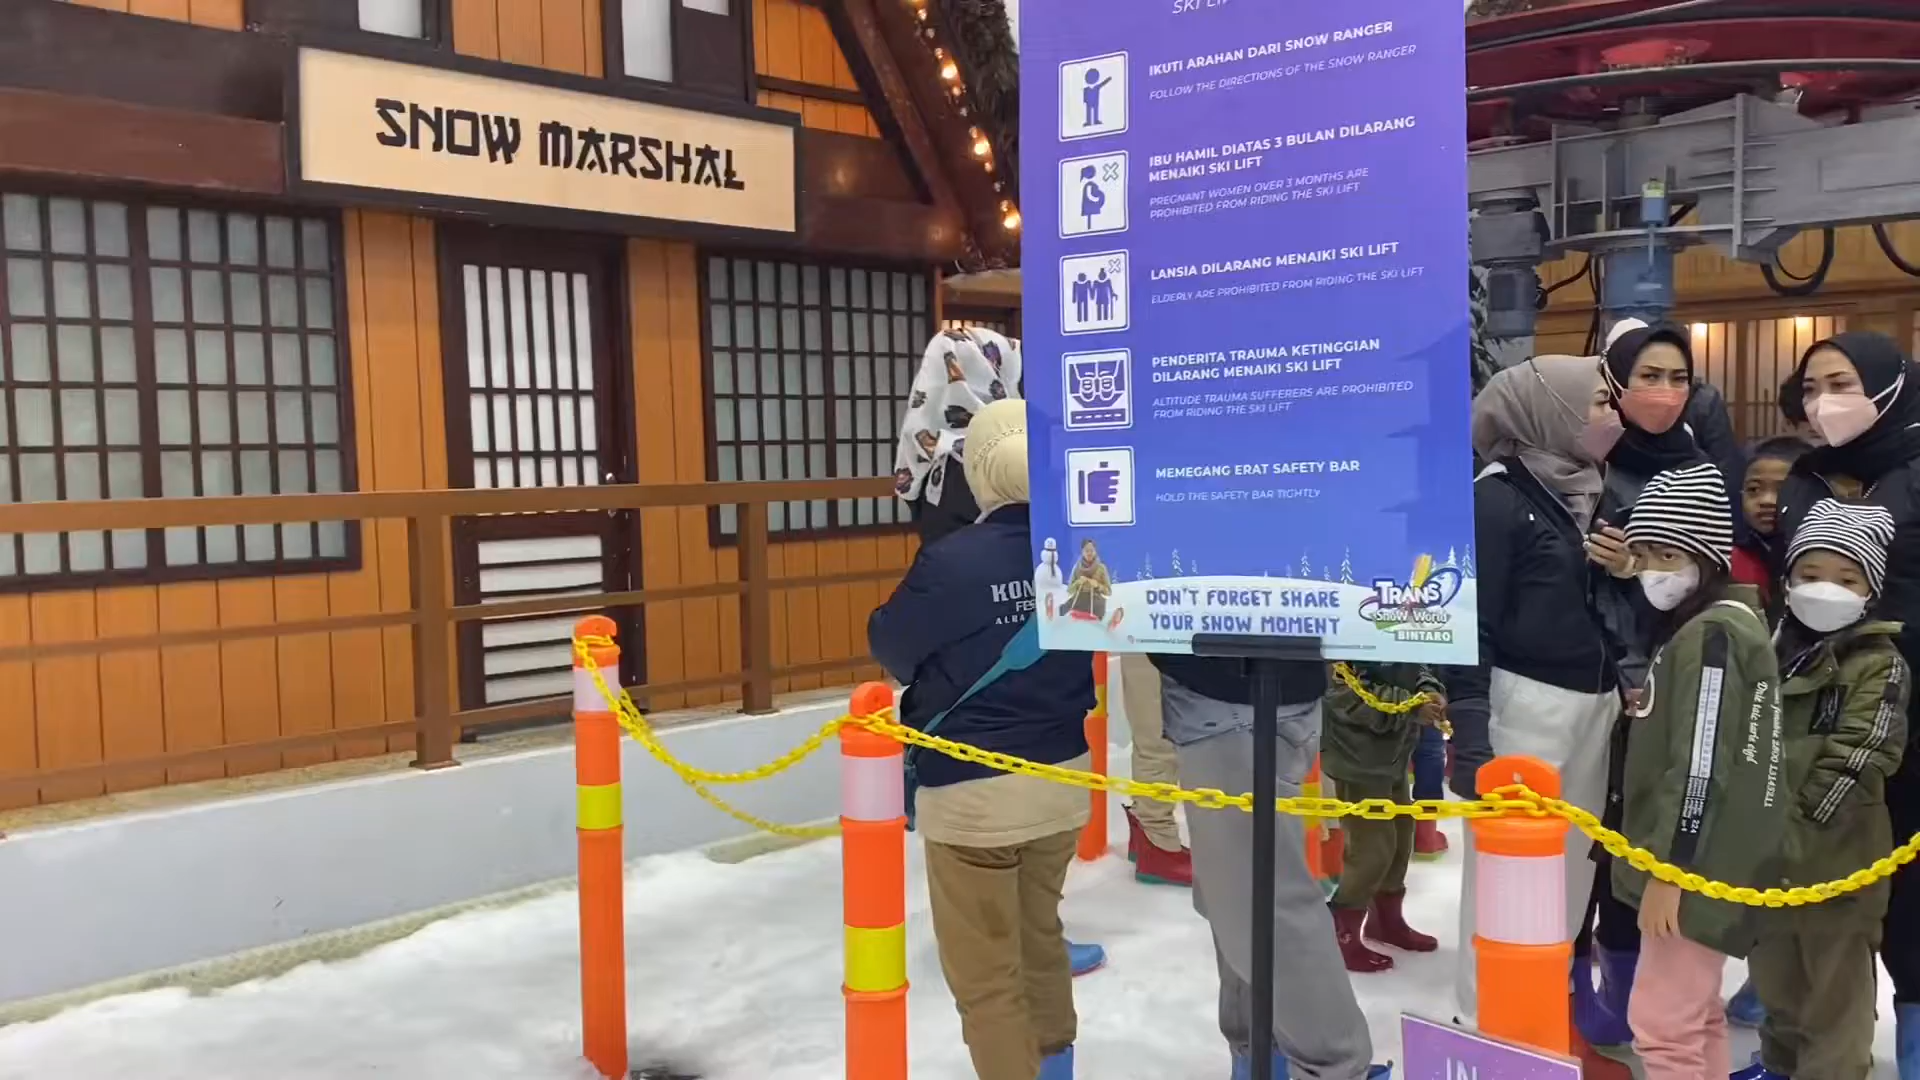 SNOW MARSHAL
IKUTI ARAHAN DARI SNOW RANGER
FOLLOW THE DIRECTIONS OF THE SNOW RANGER
IBU HAMIL DIATAS 3 BULAN DILARANG
MENAIKI SKI LIFT
PREGNANT WOMEN OVER 3 MONTHS ARE
PROHIBITED FROM RIDING THE SKI LIFT
LANSIA DILARANG MENAIKI SKI LIFT
ELDERLY ARE PROHIBITED FROM RIDING THE SKI LIFT
PENDERITA TRAUMA KETINGGIAN
DILARANG MENAIKI SKI LIFT
ALTITUDE TRAUMA SUFFERERS ARE PROHIBITED
FROM RIDING THE SKI LIFT
MEMEGANG ERAT SAFETY BAR
HOLD THE SAFETY BAR TIGHTLY
DON'T FORGET SHARE
YOUR SNOW MOMENT
TRANS
Snow World
BINTARO
IN